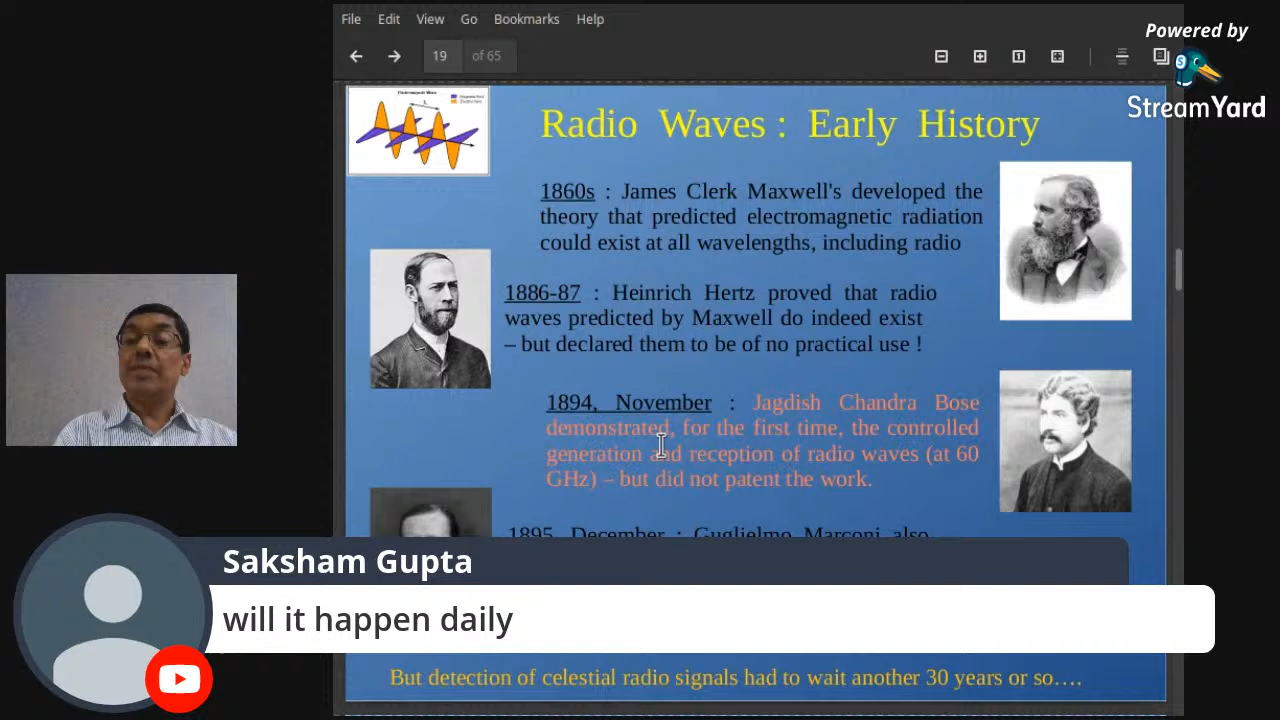 File Edit View Go Bookmarks Help
Powered by
19 of 65
StreamYard
Radio Waves : Early History
1860s : James Clerk Maxwell's developed the
theory that predicted electromagnetic radiation
could exist at all wavelengths, including radio
1886-87 : Heinrich Hertz proved that radio
waves predicted by Maxwell do indeed exist
– but declared them to be of no practical use !
1894, November : Jagdish Chandra Bose
demonstrated, for the first time, the controlled
generation and reception of radio waves (at 60
GHz) – but did not patent the work.
1895, December : Guglielmo Marconi also
Saksham Gupta
will it happen daily
But detection of celestial radio signals had to wait another 30 years or so….